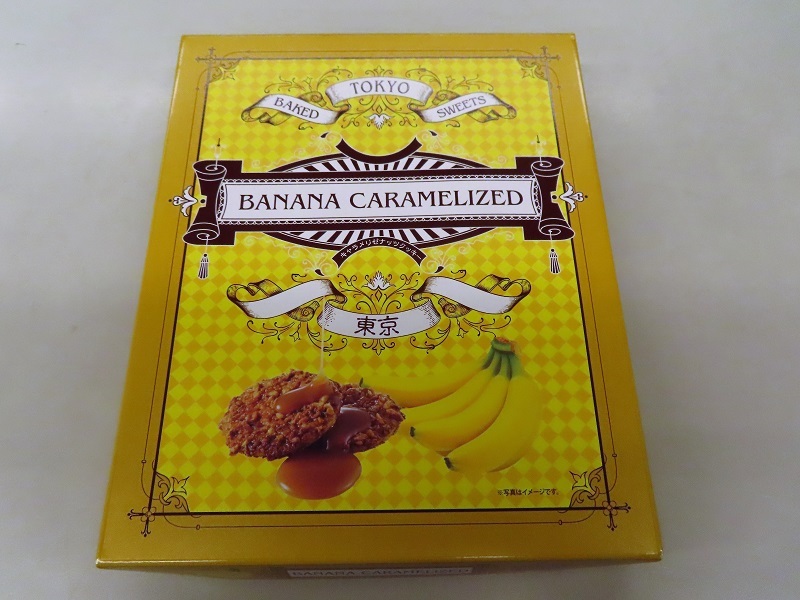 TOKYO
BAKED SWEETS
BANANA CARAMELIZED
キャラメリゼナッツクッキー
東京
※写真はイメージです。
BANANA CARAMELIZED